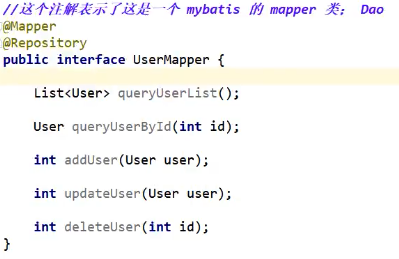 //这个注解表示了这是一个 mybatis 的 mapper 类； Dao
@Mapper
@Repository
public interface UserMapper {
List<User> queryUserList();
User queryUserById(int id);
int addUser(User user);
int updateUser(User user);
int deleteUser(int id);
}